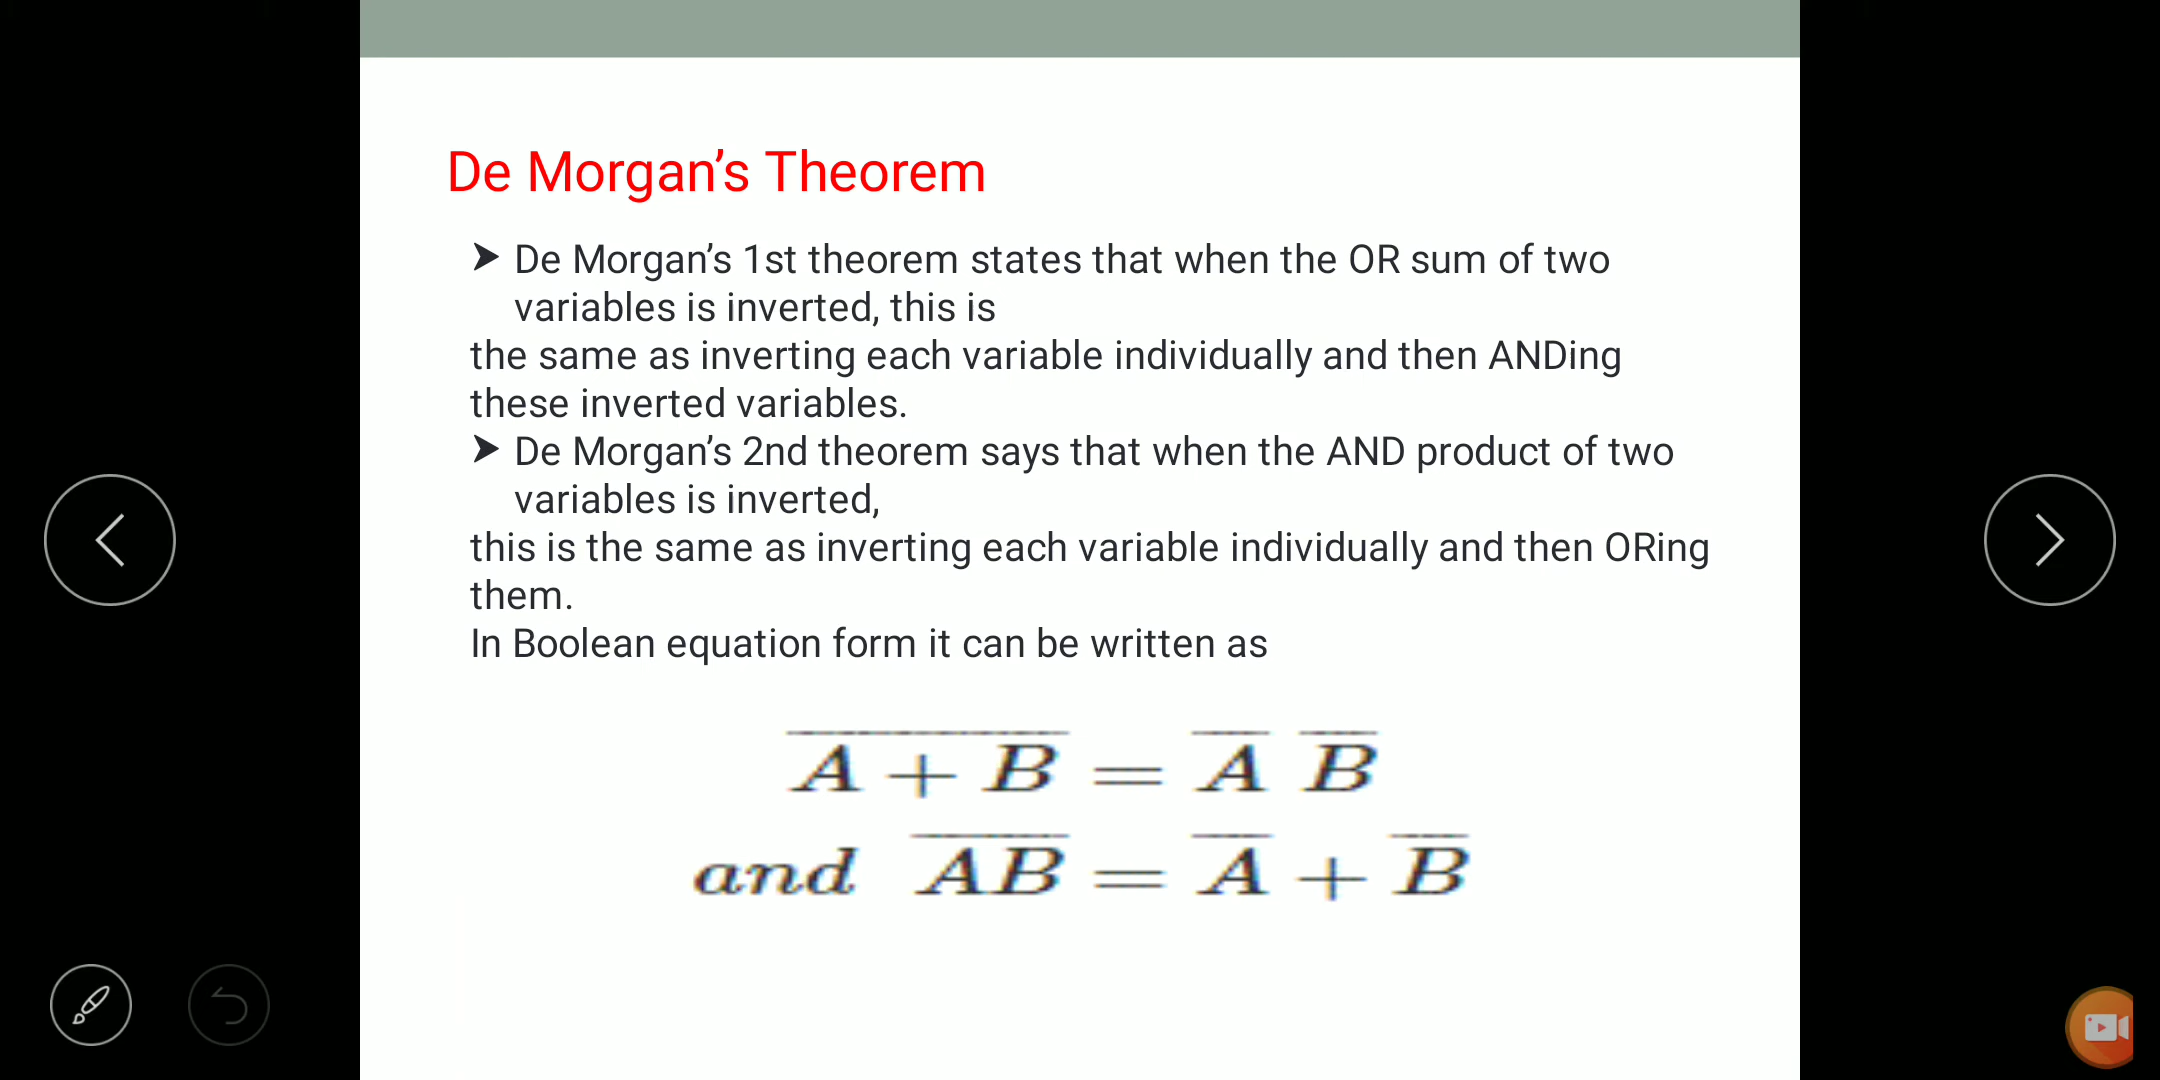 De Morgan’s Theorem
➤ De Morgan’s 1st theorem states that when the OR sum of two
variables is inverted, this is
the same as inverting each variable individually and then ANDing
these inverted variables.
➤ De Morgan’s 2nd theorem says that when the AND product of two
variables is inverted,
this is the same as inverting each variable individually and then ORing
them.
In Boolean equation form it can be written as
A̅ ̅+̅ ̅B̅ = A̅ B̅
and A̅B̅ = A̅ + B̅